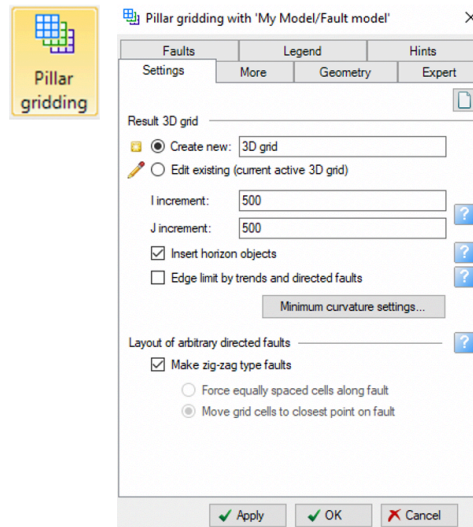 Pillar
gridding
Pillar gridding with 'My Model/Fault model'
Faults Legend Hints
Settings More Geometry Expert
Result 3D grid
Create new: 3D grid
Edit existing (current active 3D grid)
I increment: 500
?
J increment: 500
Insert horizon objects ?
Edge limit by trends and directed faults ?
Minimum curvature settings...
Layout of arbitrary directed faults ?
Make zig-zag type faults
Force equally spaced cells along fault
Move grid cells to closest point on fault
Apply OK Cancel